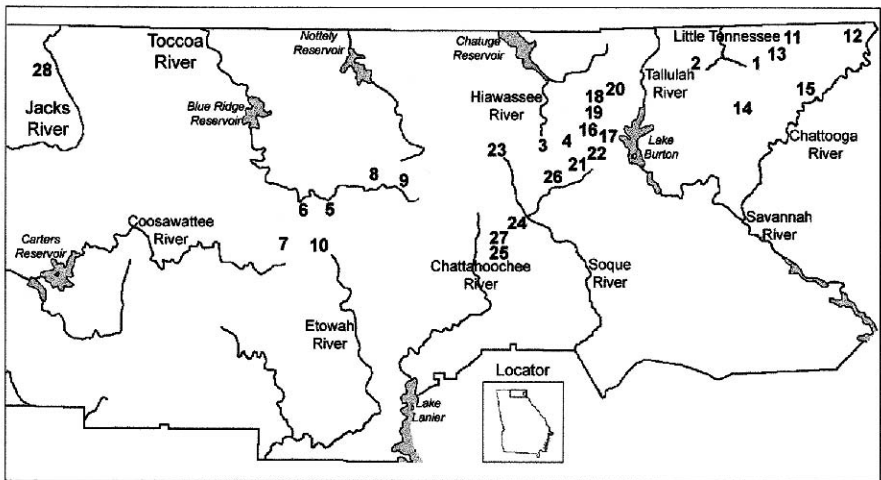 Toccoa
River
Nottely
Reservoir
Chatuge
Reservoir
Little Tennessee
11
12
28
2
1
13
Jacks
River
Blue Ridge
Reservoir
Hiawassee
River
18
20
Tallulah
River
15
19
14
16
17
Lake
Burton
Chattooga
River
23
3
4
22
8
9
21
26
6
5
Coosawattee
River
24
Savannah
River
Carters
Reservoir
7
10
27
25
Chattahoochee
River
Soque
River
Etowah
River
Locator
Lake
Lanier